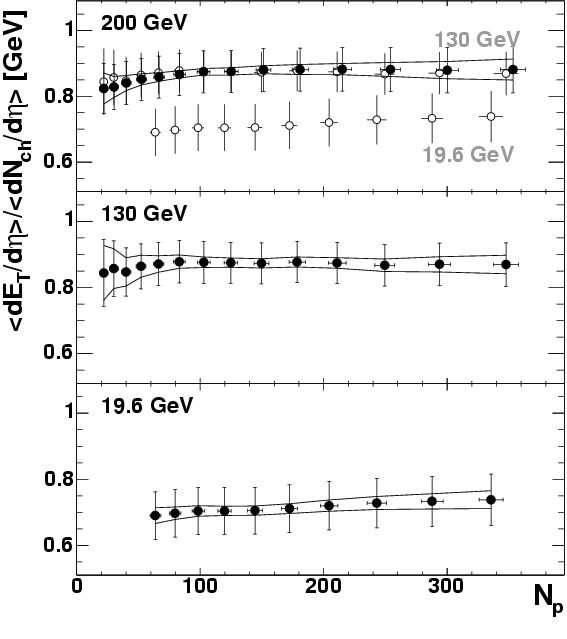 <dE_T/dη>/<dN_ch/dη> [GeV]
200 GeV
130 GeV
19.6 GeV
1
0.8
0.6
130 GeV
1
0.8
0.6
19.6 GeV
1
0.8
0.6
0 100 200 300
N_p